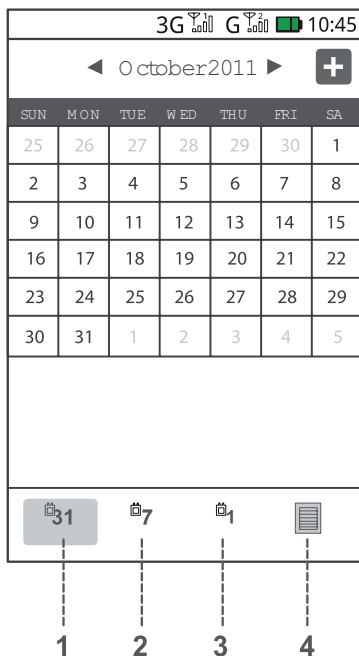 3G 1 G 2 10:45
October2011
SUN MON TUE WED THU FRI SA
25 26 27 28 29 30 1
2 3 4 5 6 7 8
9 10 11 12 13 14 15
16 17 18 19 20 21 22
23 24 25 26 27 28 29
30 31 1 2 3 4 5
31 7 1
1 2 3 4